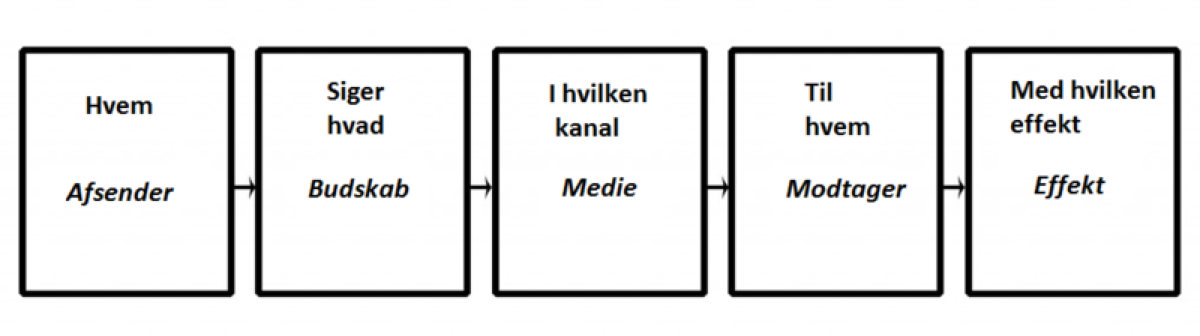 Hvem
Afsender
Siger
hvad
Budskab
I hvilken
kanal
Medie
Til
hvem
Modtager
Med hvilken
effekt
Effekt